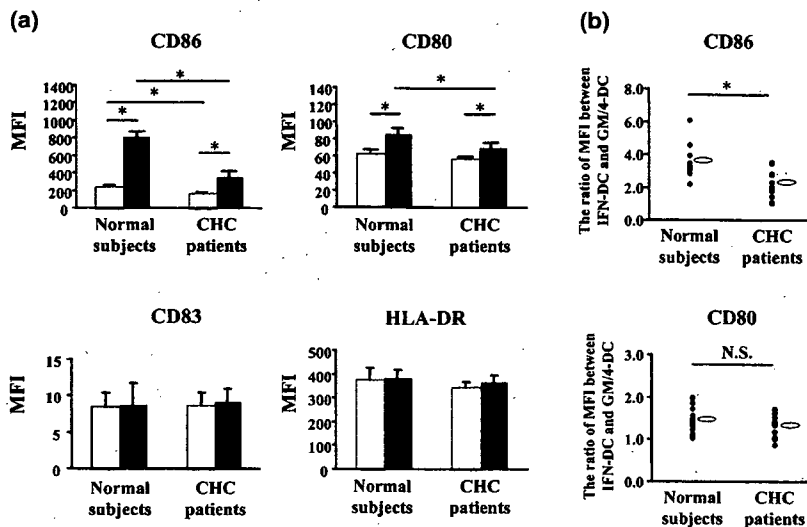 (a)
CD86
MFI
1400
1200
1000
800
600
400
200
0
*
*
*
*
Normal
subjects
CHC
patients
CD80
MFI
140
120
100
80
60
40
20
0
*
*
*
Normal
subjects
CHC
patients
CD83
MFI
15
10
5
0
Normal
subjects
CHC
patients
HLA-DR
MFI
500
400
300
200
100
0
Normal
subjects
CHC
patients
(b)
CD86
The ratio of MFI between
IFN-DC and GM/4-DC
8.0
6.0
4.0
2.0
0.0
*
Normal
subjects
CHC
patients
CD80
The ratio of MFI between
IFN-DC and GM/4-DC
3.0
2.0
1.0
0.0
N.S.
Normal
subjects
CHC
patients